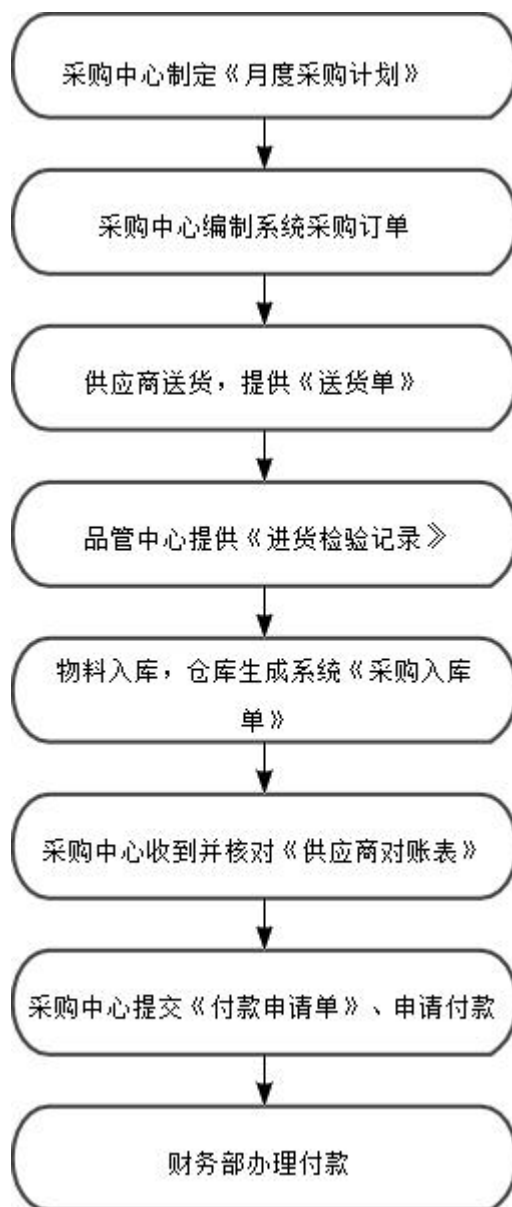 采购中心制定《月度采购计划》
采购中心编制系统采购订单
供应商送货，提供《送货单》
品管中心提供《进货检验记录》
物料入库，仓库生成系统《采购入库
单》
采购中心收到并核对《供应商对账表》
采购中心提交《付款申请单》、申请付款
财务部办理付款